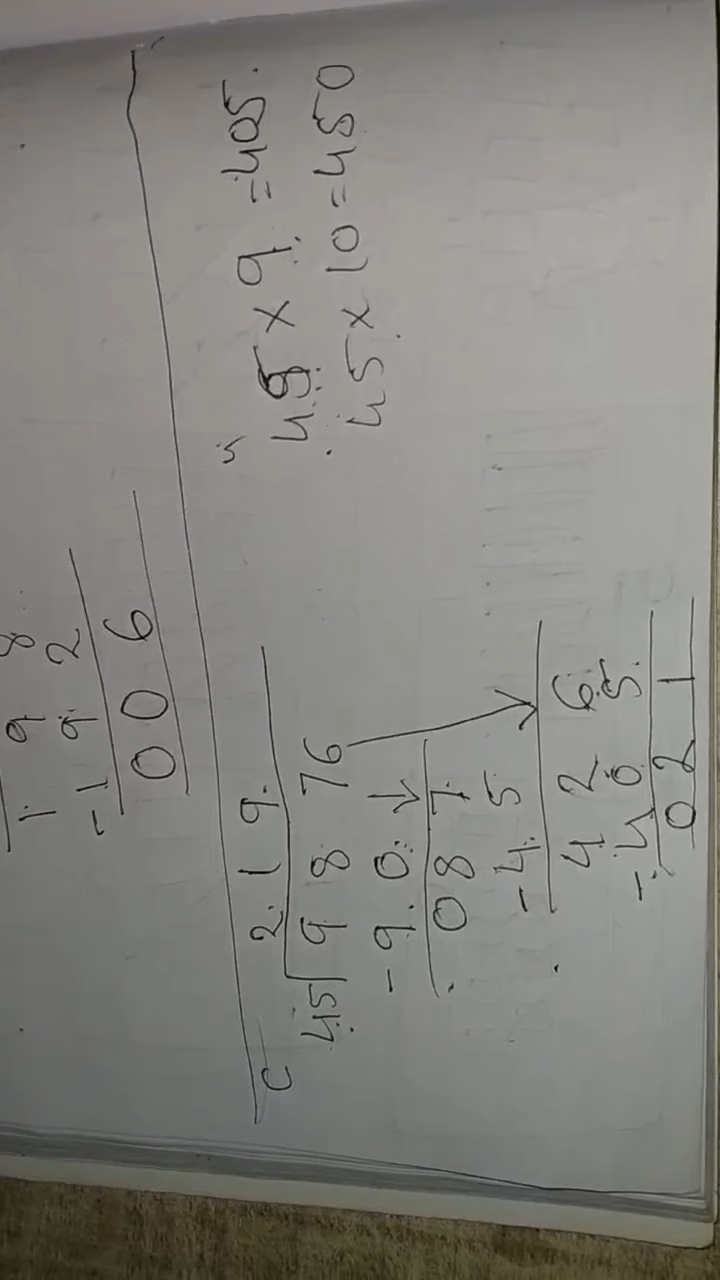 1 9 8
-1 9 2
0 0 6
C
2 1 9
45 9 8 76
-9 0 ↓
0 8 7
-4 5
4 2 6
-4 0 5
0 2 1
4
45 x 9 = 405
45 x 10 = 450